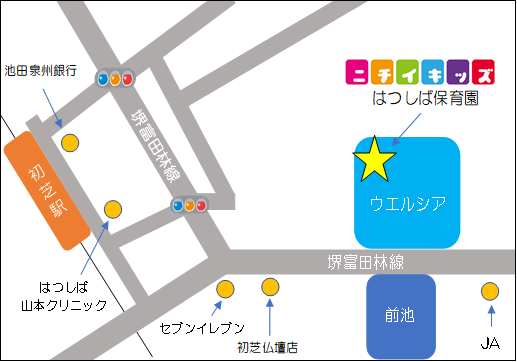 ニチイキッズ
はつしば保育園
池田泉州銀行
堺富田林線
初芝駅
ウエルシア
はつしば
山本クリニック
堺富田林線
セブンイレブン
初芝仏壇店
前池
JA